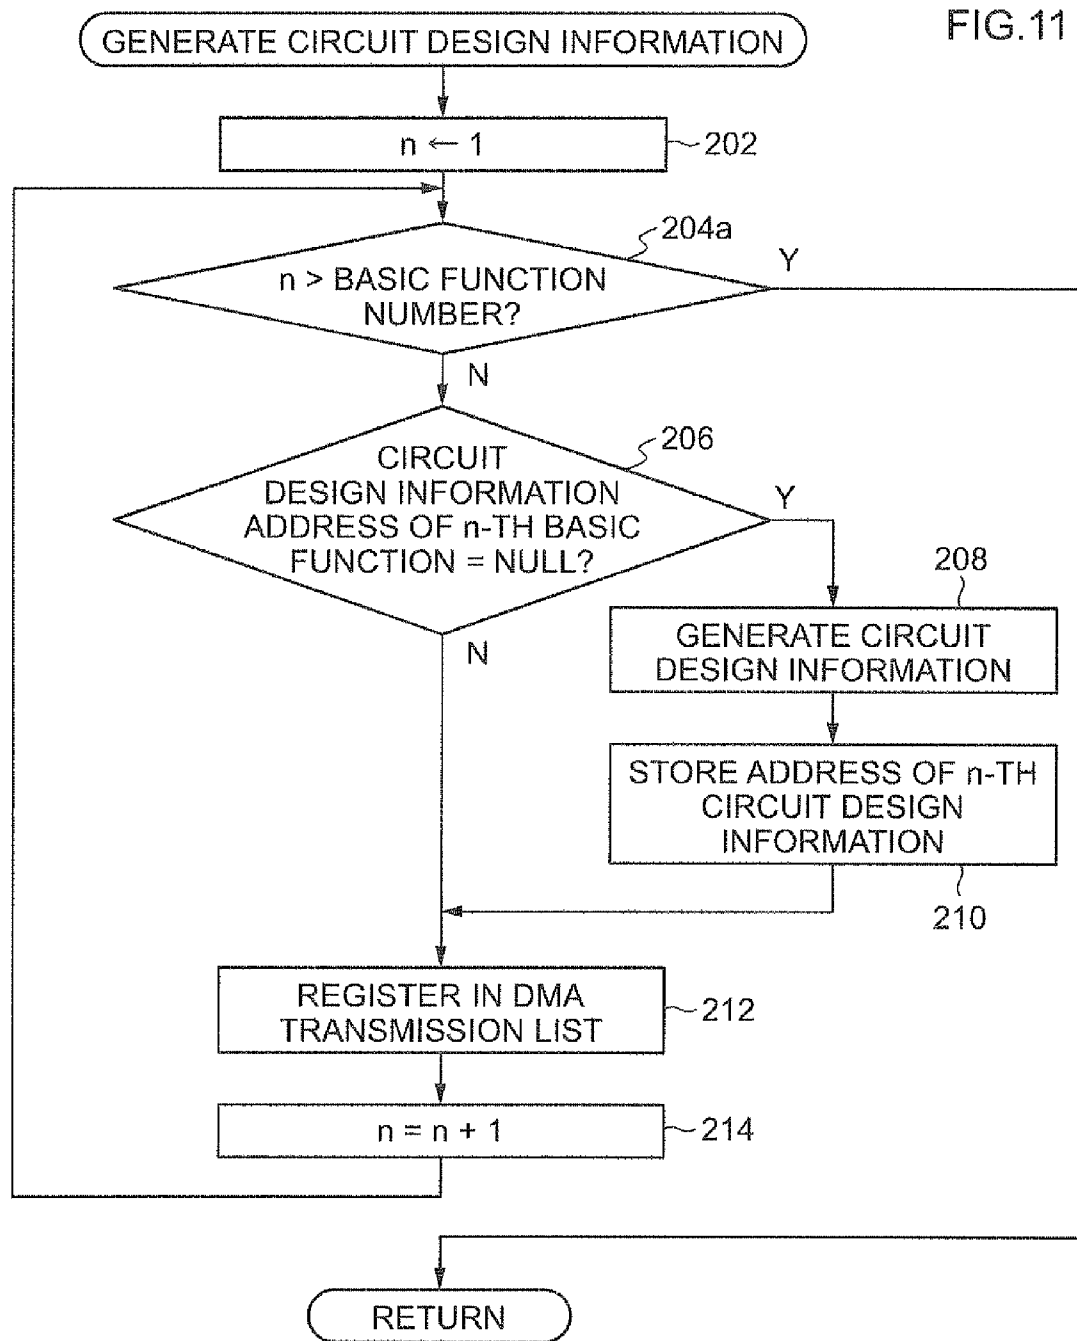 FIG.11
GENERATE CIRCUIT DESIGN INFORMATION
n ← 1
202
204a
n > BASIC FUNCTION
NUMBER?
Y
N
206
CIRCUIT
DESIGN INFORMATION
ADDRESS OF n-TH BASIC
FUNCTION = NULL?
Y
N
208
GENERATE CIRCUIT
DESIGN INFORMATION
STORE ADDRESS OF n-TH
CIRCUIT DESIGN
INFORMATION
210
REGISTER IN DMA
TRANSMISSION LIST
212
n = n + 1
214
RETURN